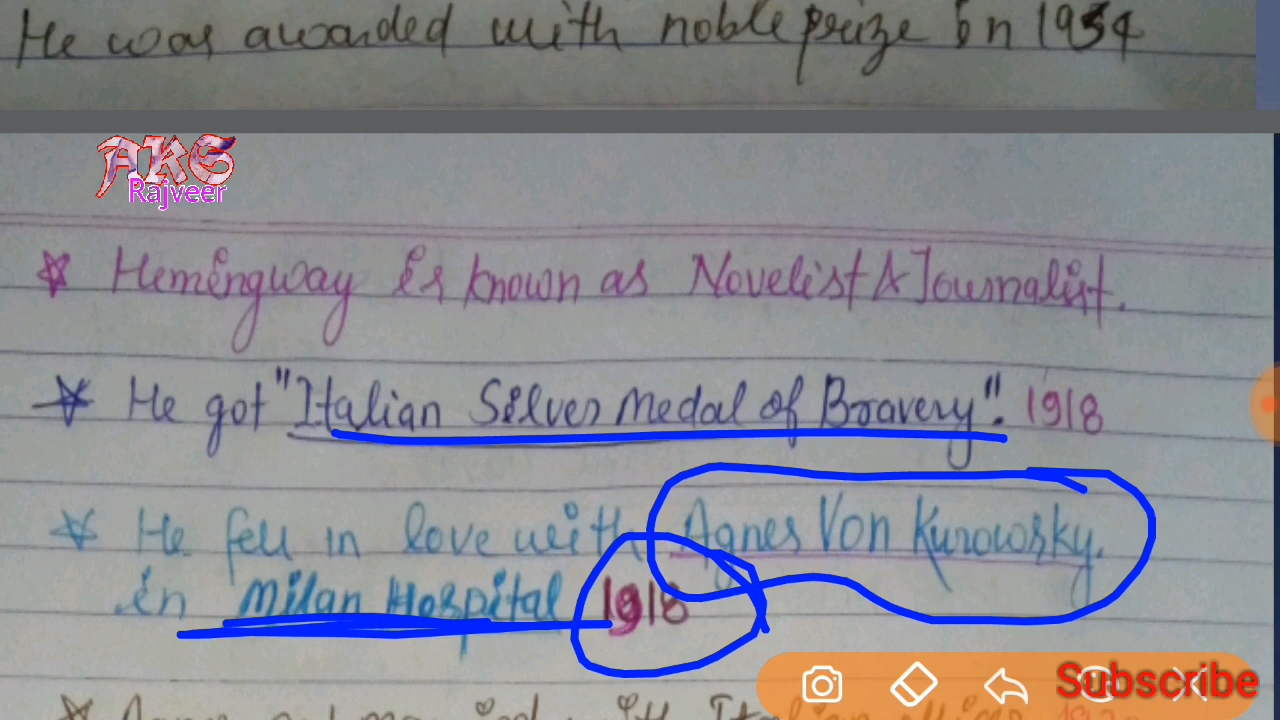 He was awarded with noble prize in 1954
AKS
Rajveer
☆ Hemingway is known as Novelist & Journalist.
☆ He got "Italian Silver medal of Bravery". 1918
☆ He fell in love with Agnes Von Kurowsky.
in Milan Hospital 1918
Subscribe